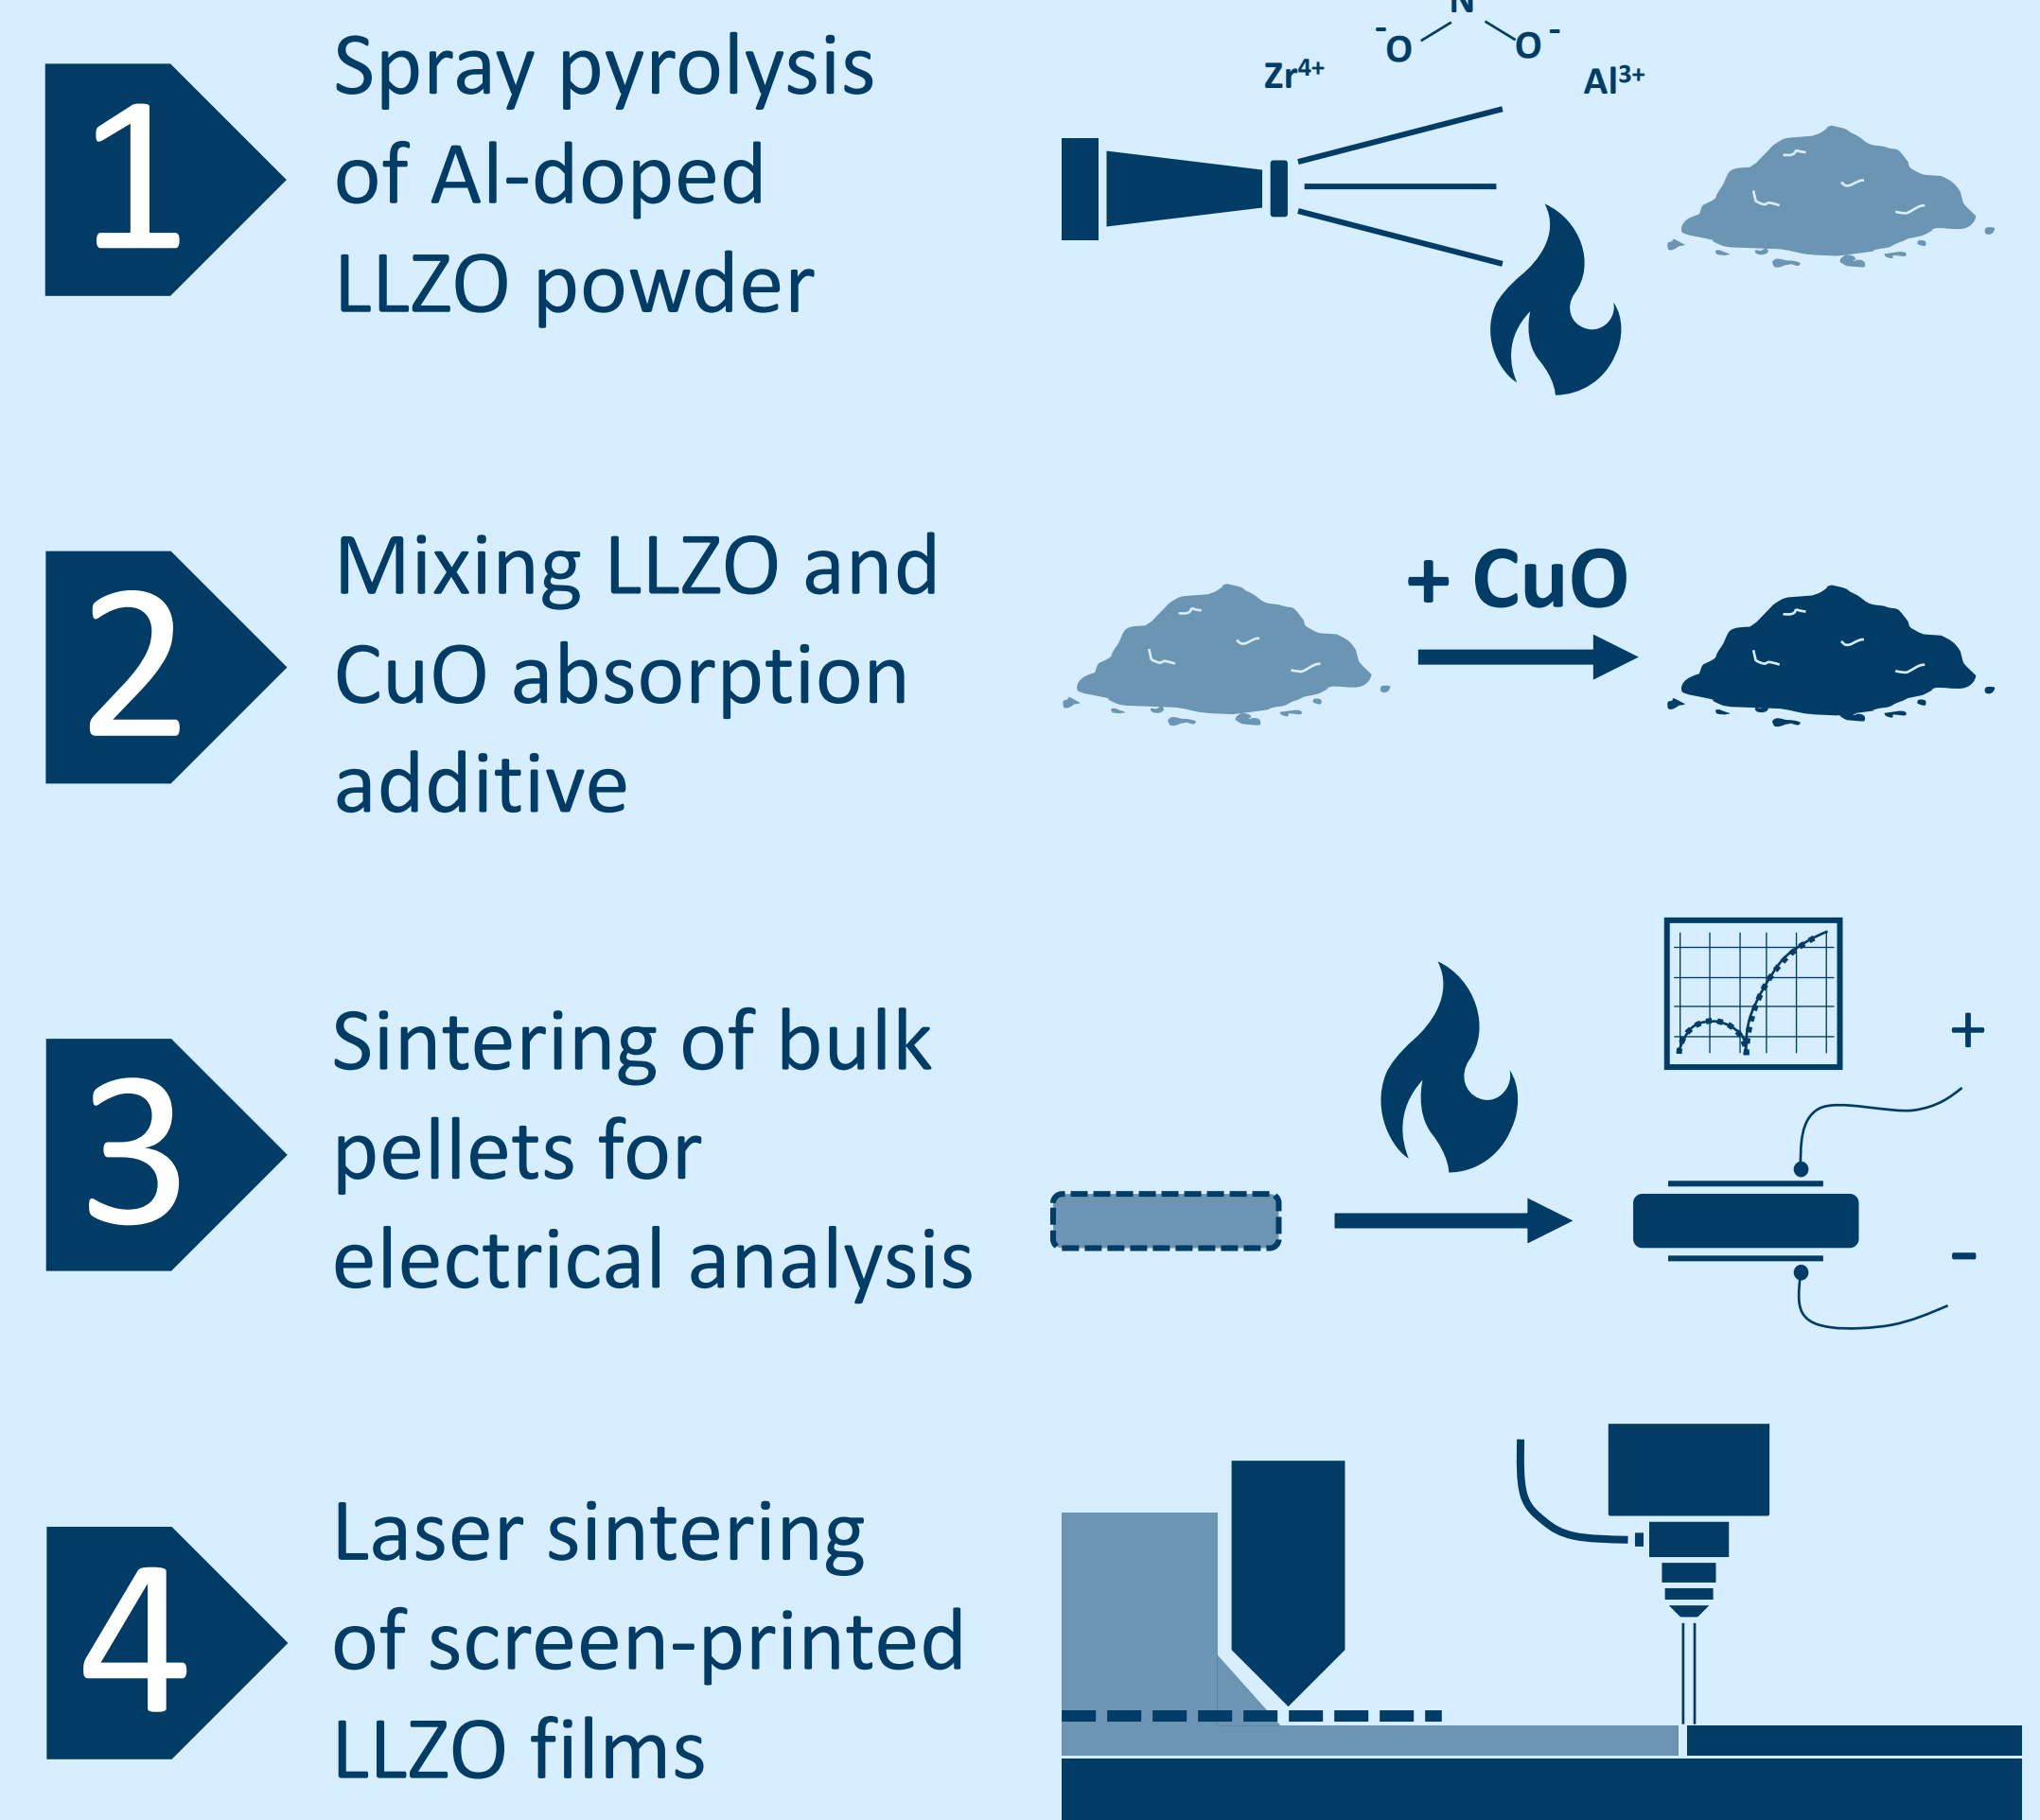 1
Spray pyrolysis
of Al-doped
LLZO powder
N
-O
O-
Zr⁴⁺
Al³⁺
2
Mixing LLZO and
CuO absorption
additive
+ CuO
3
Sintering of bulk
pellets for
electrical analysis
+
-
4
Laser sintering
of screen-printed
LLZO films